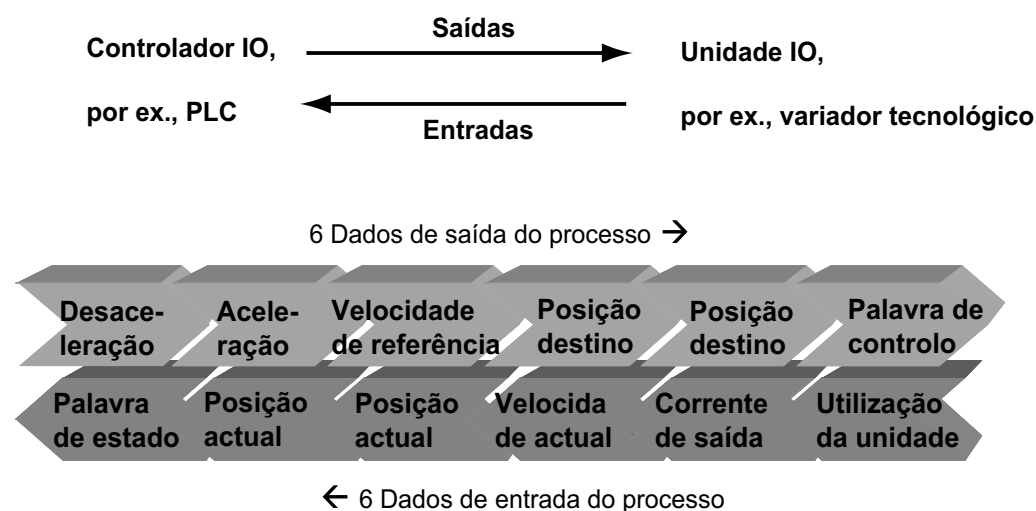 Controlador IO,
por ex., PLC
Saídas
Entradas
Unidade IO,
por ex., variador tecnológico
6 Dados de saída do processo →
Desace-
leração
Acele-
ração
Velocidade
de referência
Posição
destino
Posição
destino
Palavra de
controlo
Palavra
de estado
Posição
actual
Posição
actual
Velocida
de actual
Corrente
de saída
Utilização
da unidade
← 6 Dados de entrada do processo